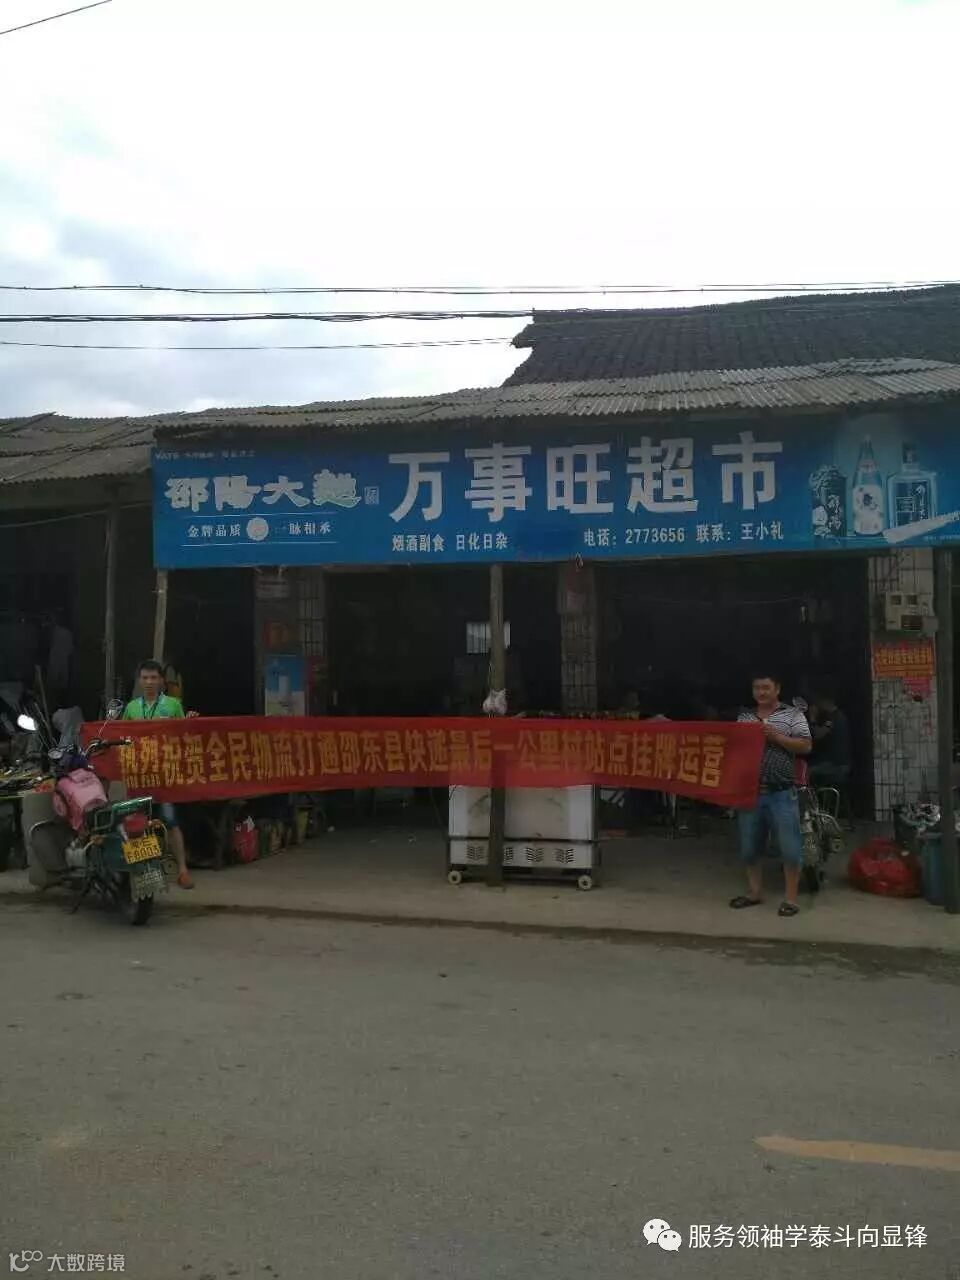 VATS
邵陽大麯
金牌品质 一脉相承
万事旺超市
烟酒副食 日化日杂
电话：2773656 联系：王小礼
热烈祝贺全民物流打通邵东县快递最后一公里村站点挂牌运营
服务领袖学泰斗向显锋
大数跨境